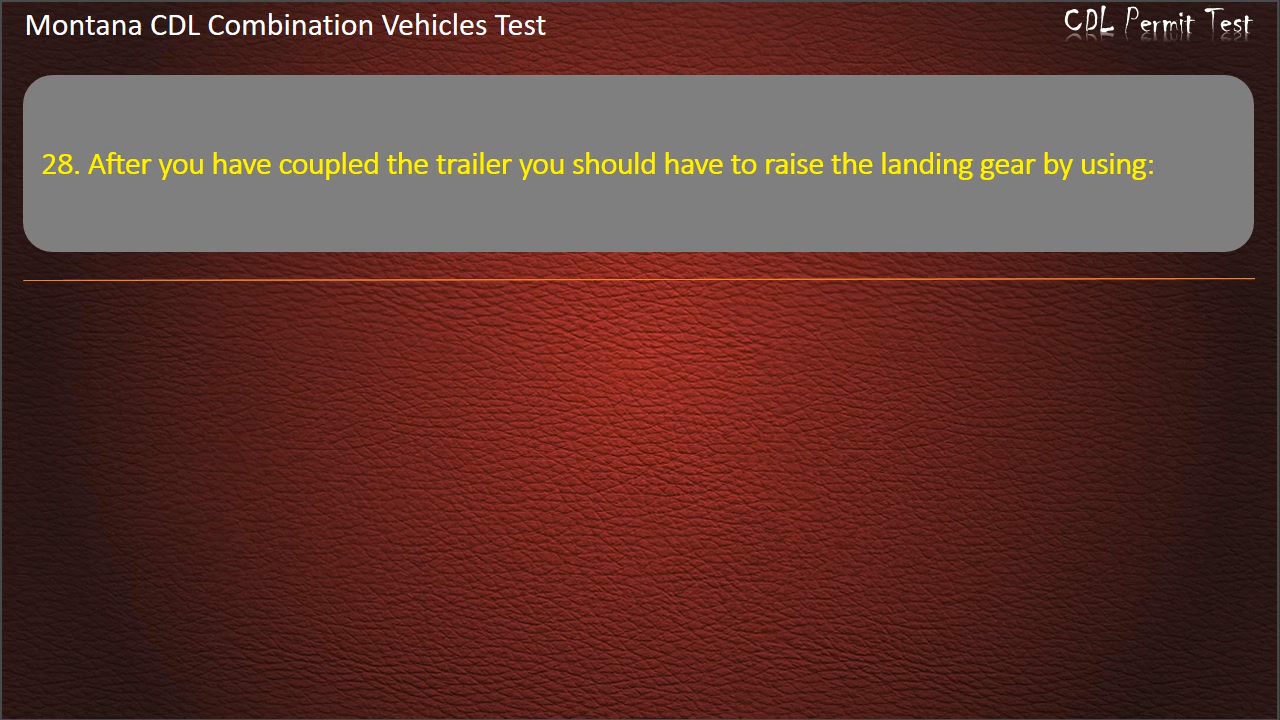 Montana CDL Combination Vehicles Test
CDL Permit Test
28. After you have coupled the trailer you should have to raise the landing gear by using: